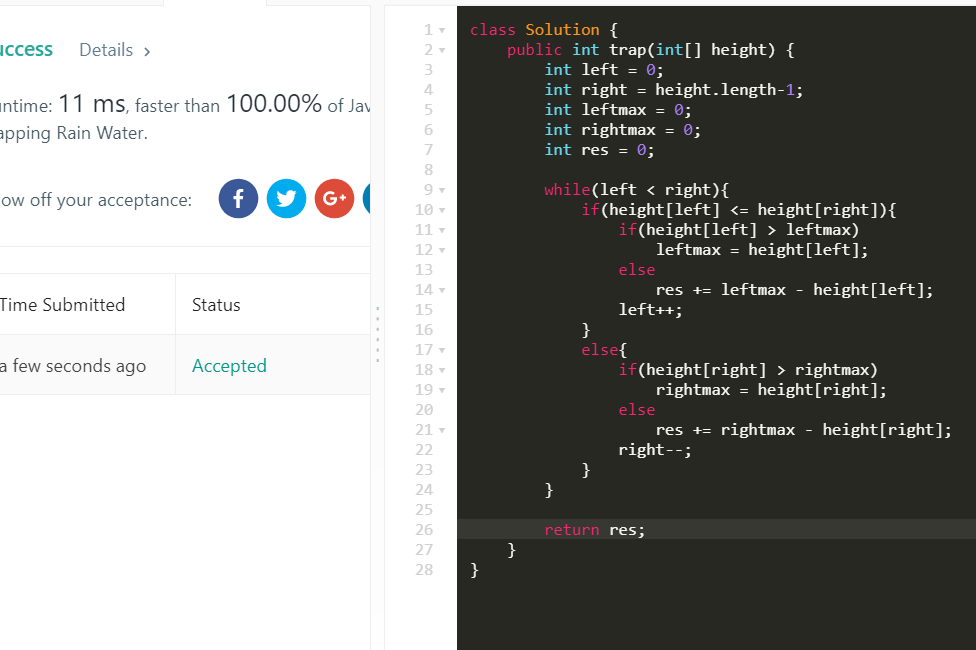 uccess Details >
ntime: 11 ms, faster than 100.00% of Jav
apping Rain Water.
ow off your acceptance:
f G+
Time Submitted Status
a few seconds ago Accepted
1 class Solution {
2     public int trap(int[] height) {
3         int left = 0;
4         int right = height.length-1;
5         int leftmax = 0;
6         int rightmax = 0;
7         int res = 0;
8
9         while(left < right){
10             if(height[left] <= height[right]){
11                 if(height[left] > leftmax)
12                     leftmax = height[left];
13                 else
14                     res += leftmax - height[left];
15                 left++;
16             }
17             else{
18                 if(height[right] > rightmax)
19                     rightmax = height[right];
20                 else
21                     res += rightmax - height[right];
22                 right--;
23             }
24         }
25
26         return res;
27     }
28 }